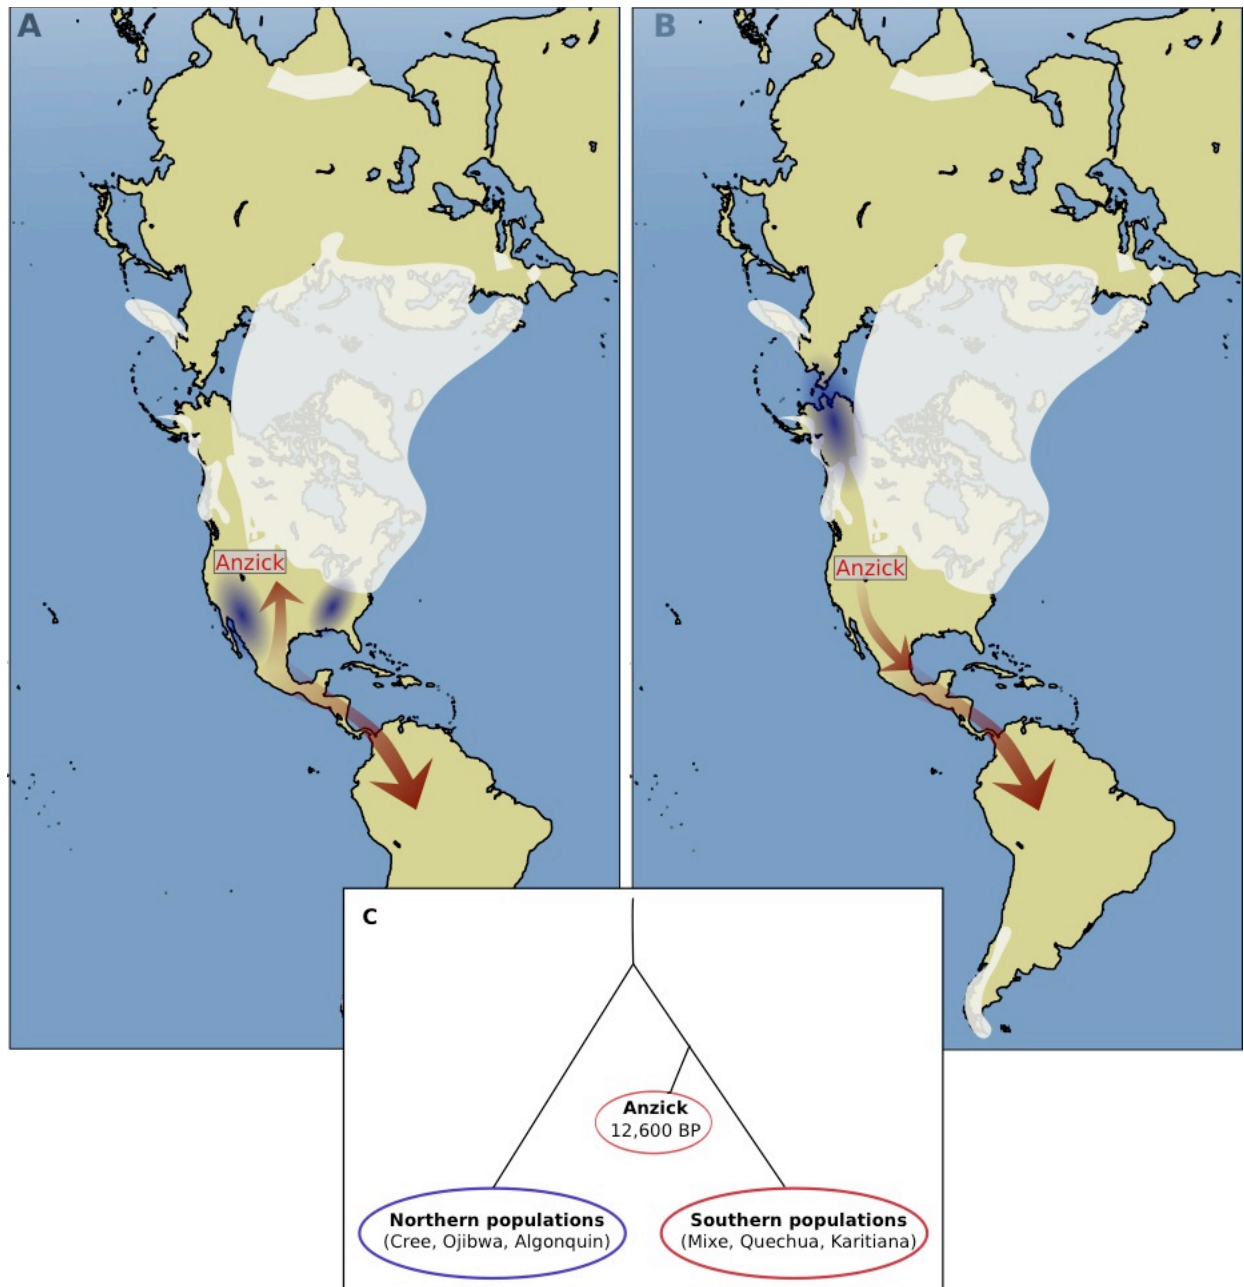 A
B
Anzick
Anzick
C
Anzick
12,600 BP
Northern populations
(Cree, Ojibwa, Algonquin)
Southern populations
(Mixe, Quechua, Karitiana)